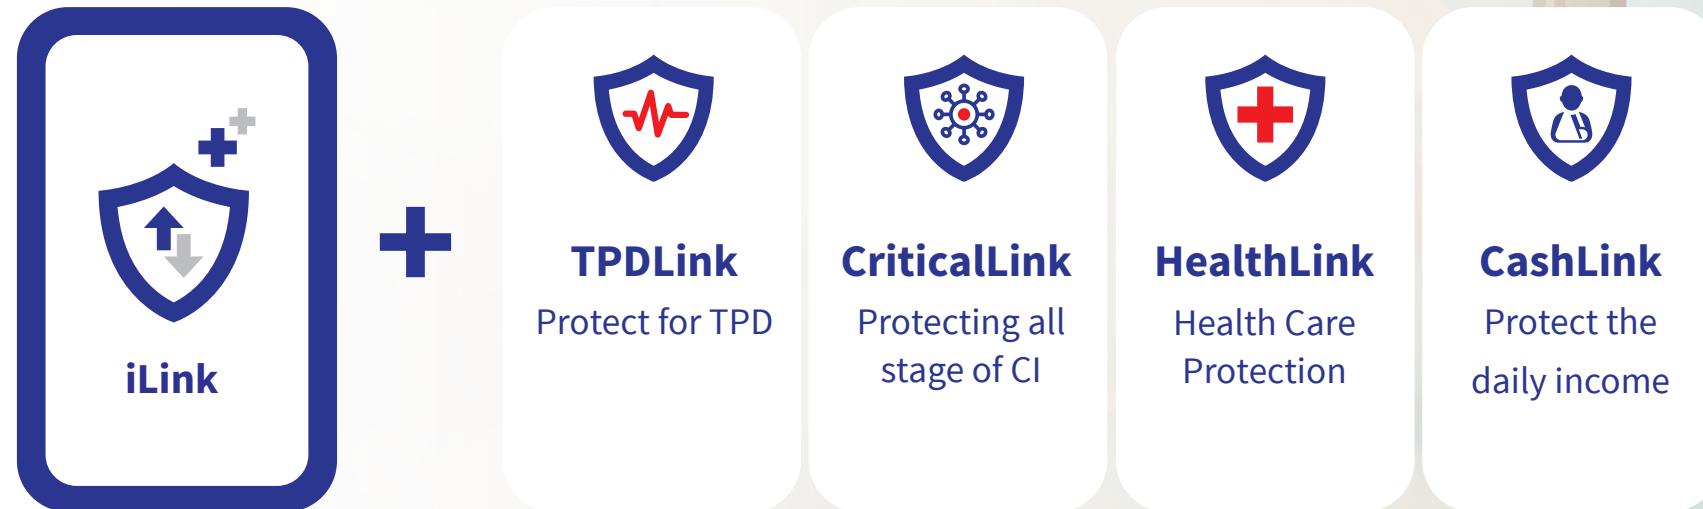 iLink
TPDLink
Protect for TPD
CriticalLink
Protecting all
stage of CI
HealthLink
Health Care
Protection
CashLink
Protect the
daily income